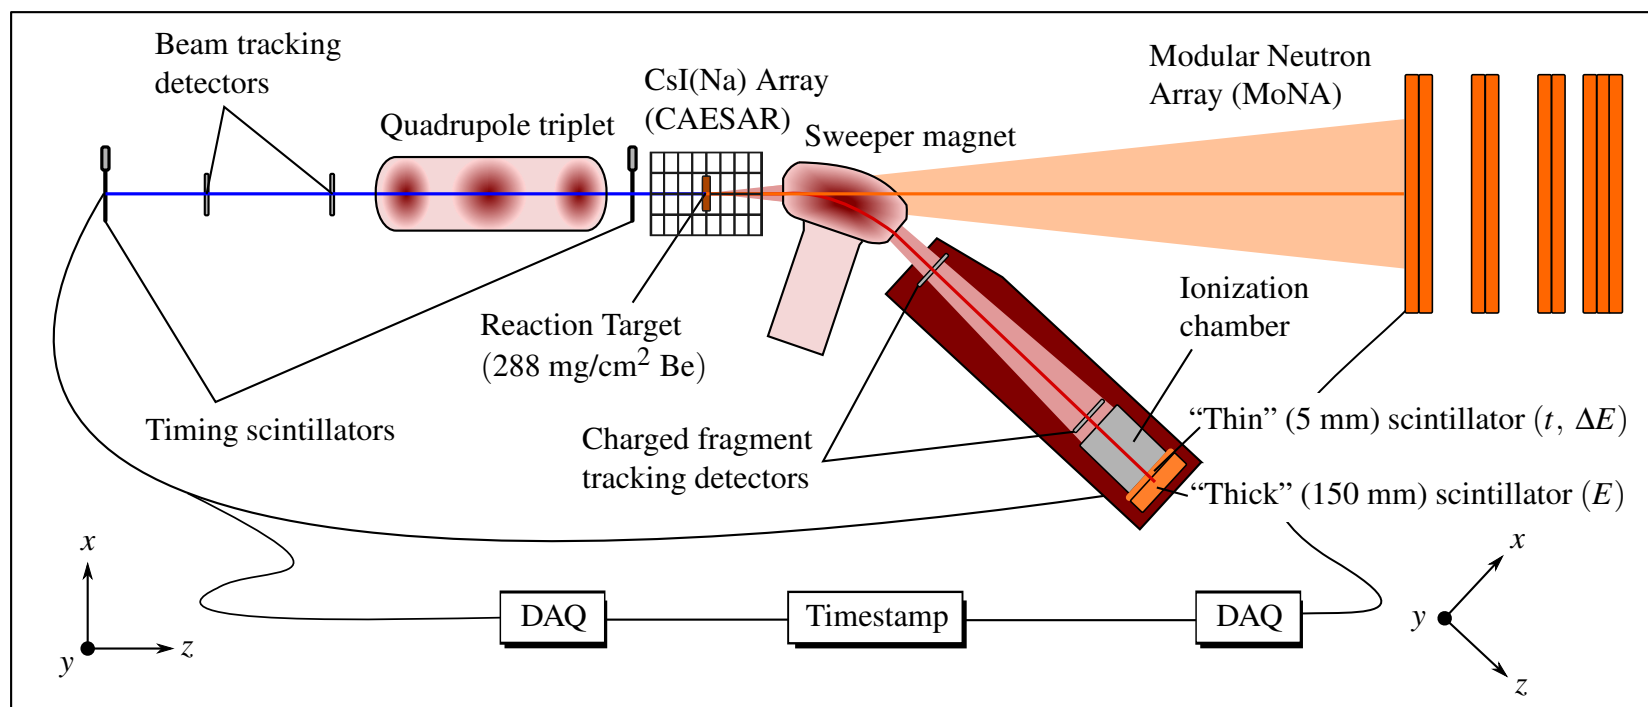 Beam tracking
detectors
Quadrupole triplet
CsI(Na) Array
(CAESAR)
Sweeper magnet
Modular Neutron
Array (MoNA)
Reaction Target
(288 mg/cm² Be)
Timing scintillators
Charged fragment
tracking detectors
Ionization
chamber
“Thin” (5 mm) scintillator (t, ΔE)
“Thick” (150 mm) scintillator (E)
x
y
z
DAQ
Timestamp
DAQ
x
y
z